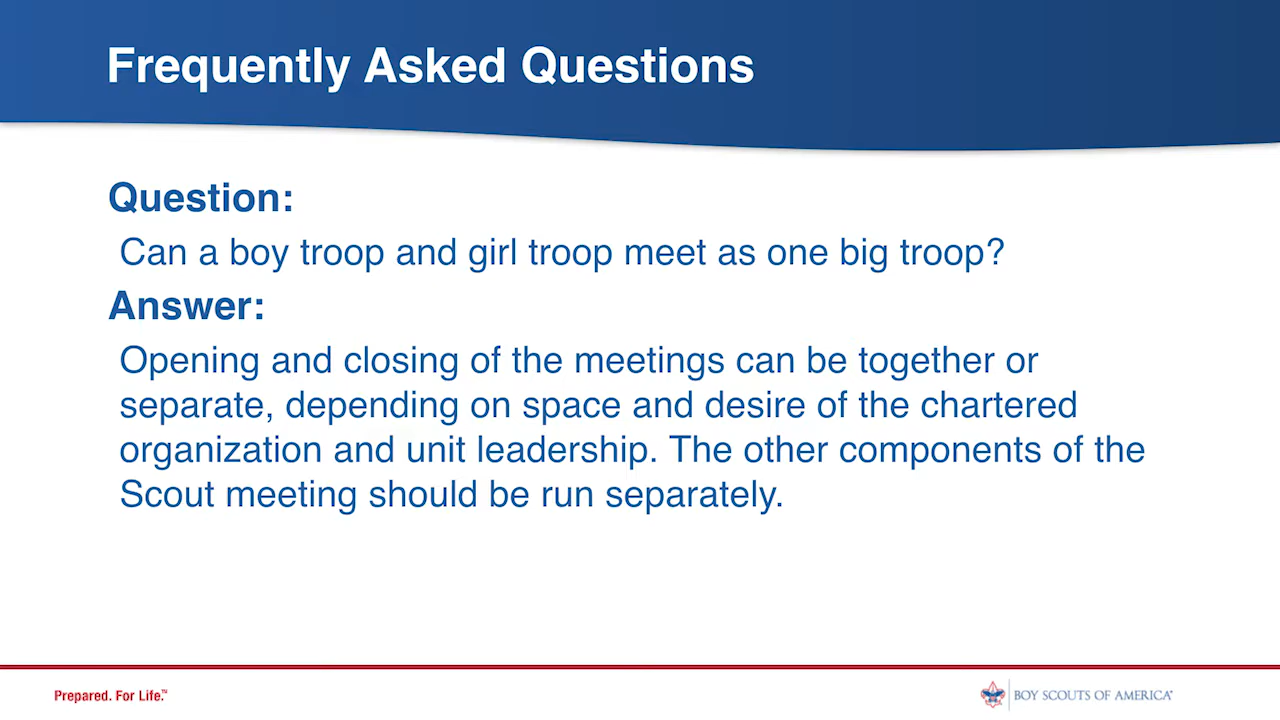 Frequently Asked Questions
Question:
Can a boy troop and girl troop meet as one big troop?
Answer:
Opening and closing of the meetings can be together or
separate, depending on space and desire of the chartered
organization and unit leadership. The other components of the
Scout meeting should be run separately.
Prepared. For Life.™
BOY SCOUTS OF AMERICA®